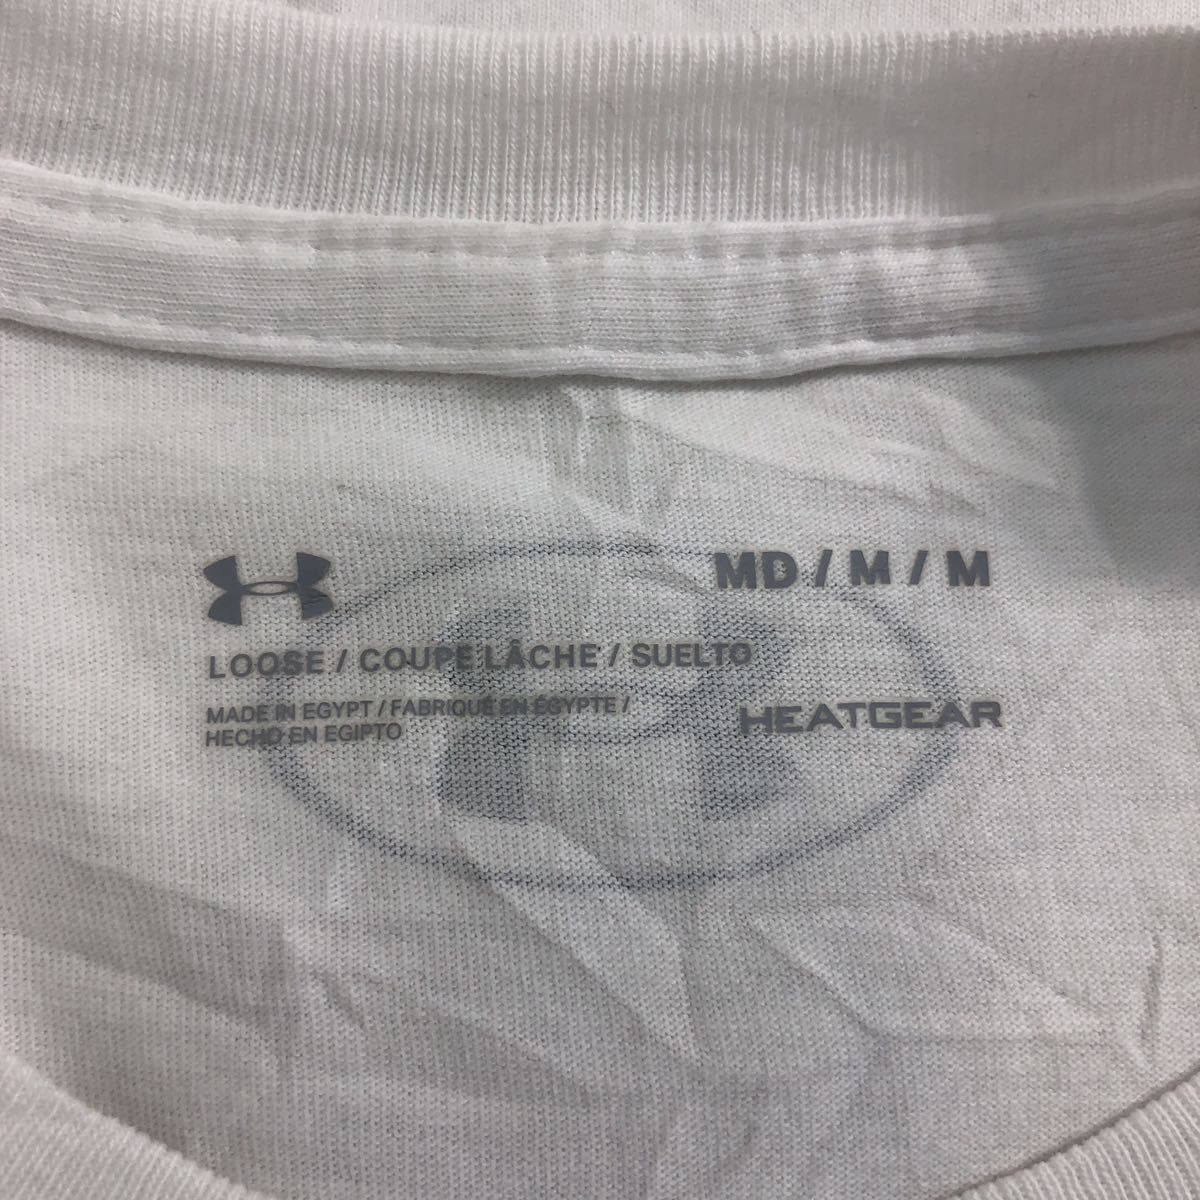 MD / M / M
LOOSE / COUPE LÂCHE / SUELTO
MADE IN EGYPT / FABRIQUÉ EN ÉGYPTE /
HECHO EN EGIPTO
HEATGEAR